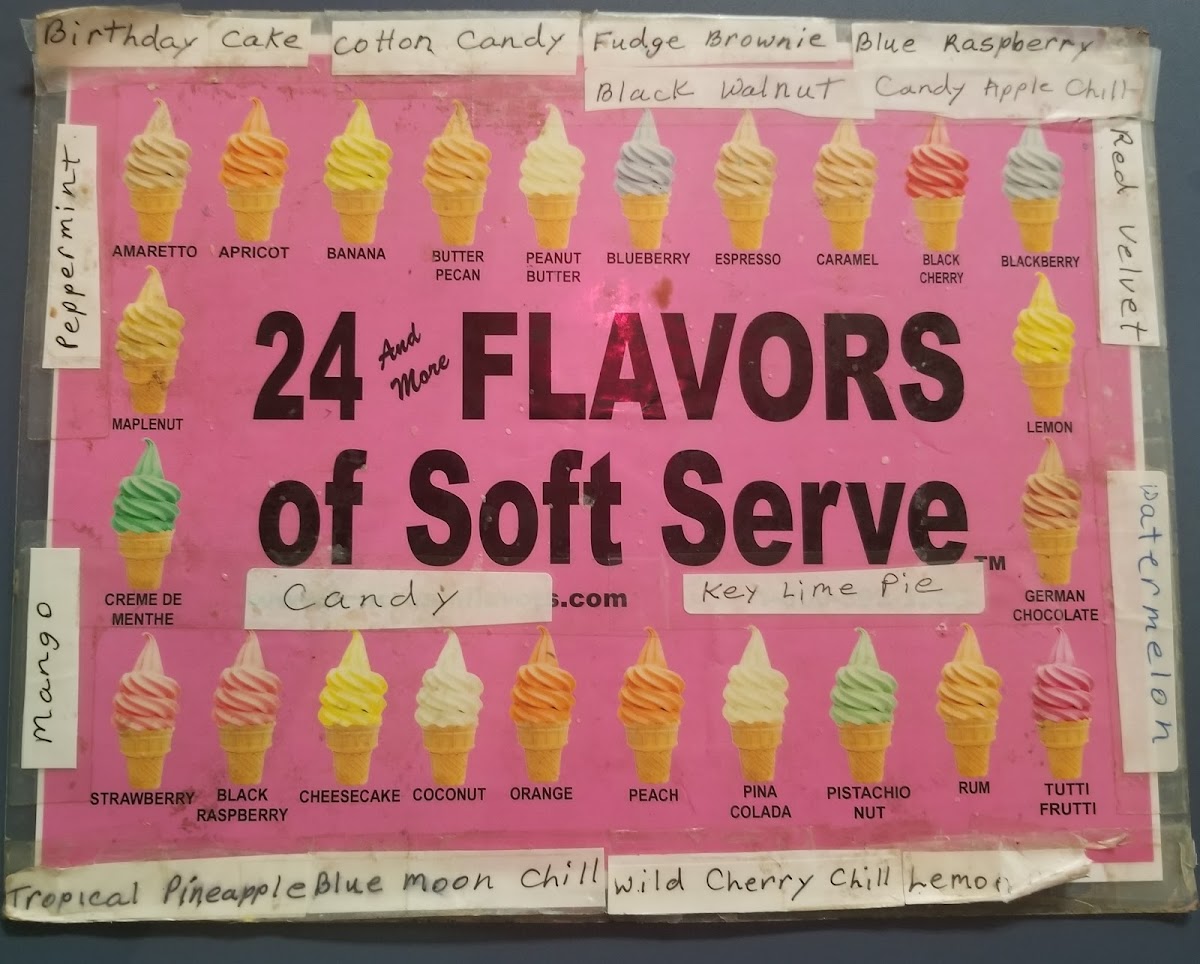 Birthday Cake
Cotton Candy
Fudge Brownie
Blue Raspberry
Black Walnut
Candy Apple Chill
Peppermint
Red Velvet
AMARETTO
APRICOT
BANANA
BUTTER
PECAN
PEANUT
BUTTER
BLUEBERRY
ESPRESSO
CARAMEL
BLACK
CHERRY
BLACKBERRY
MAPLENUT
24 And More FLAVORS
of Soft Serve™
LEMON
CREME DE
MENTHE
GERMAN
CHOCOLATE
Candy
s.com
Key Lime Pie
Mango
Watermelon
STRAWBERRY
BLACK
RASPBERRY
CHEESECAKE
COCONUT
ORANGE
PEACH
PINA
COLADA
PISTACHIO
NUT
RUM
TUTTI
FRUTTI
Tropical Pineapple
Blue Moon Chill
Wild Cherry Chill
Lemon